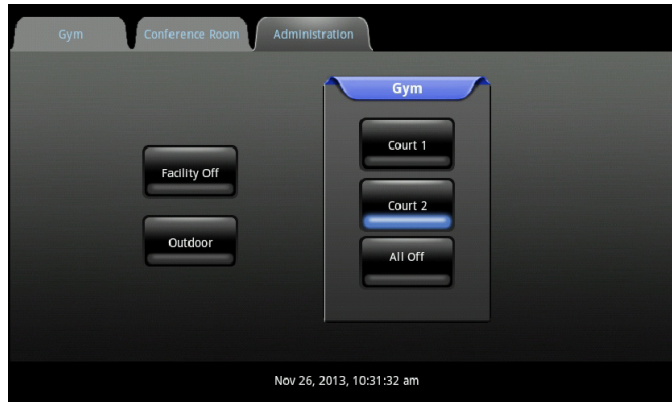 Gym
Conference Room
Administration
Gym
Court 1
Facility Off
Court 2
Outdoor
All Off
Nov 26, 2013, 10:31:32 am